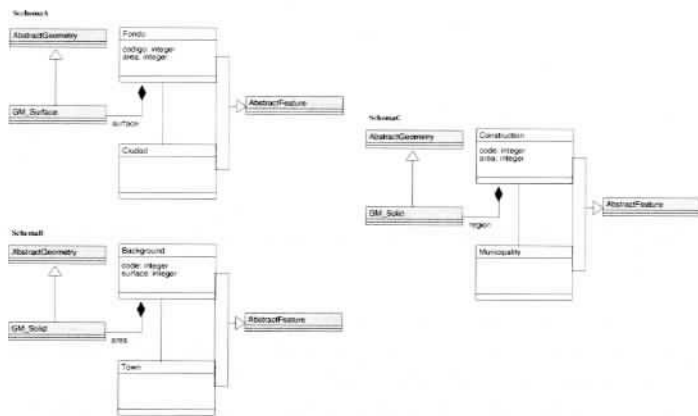 SchemaA
AbstractGeometry
Fondo
codigo: integer
area: integer
GM_Surface
surface
AbstractFeature
Ciudad
SchemaB
AbstractGeometry
Background
code: integer
surface: integer
GM_Solid
area
AbstractFeature
Town
SchemaC
AbstractGeometry
Construction
code: integer
area: integer
GM_Solid
region
AbstractFeature
Municipality